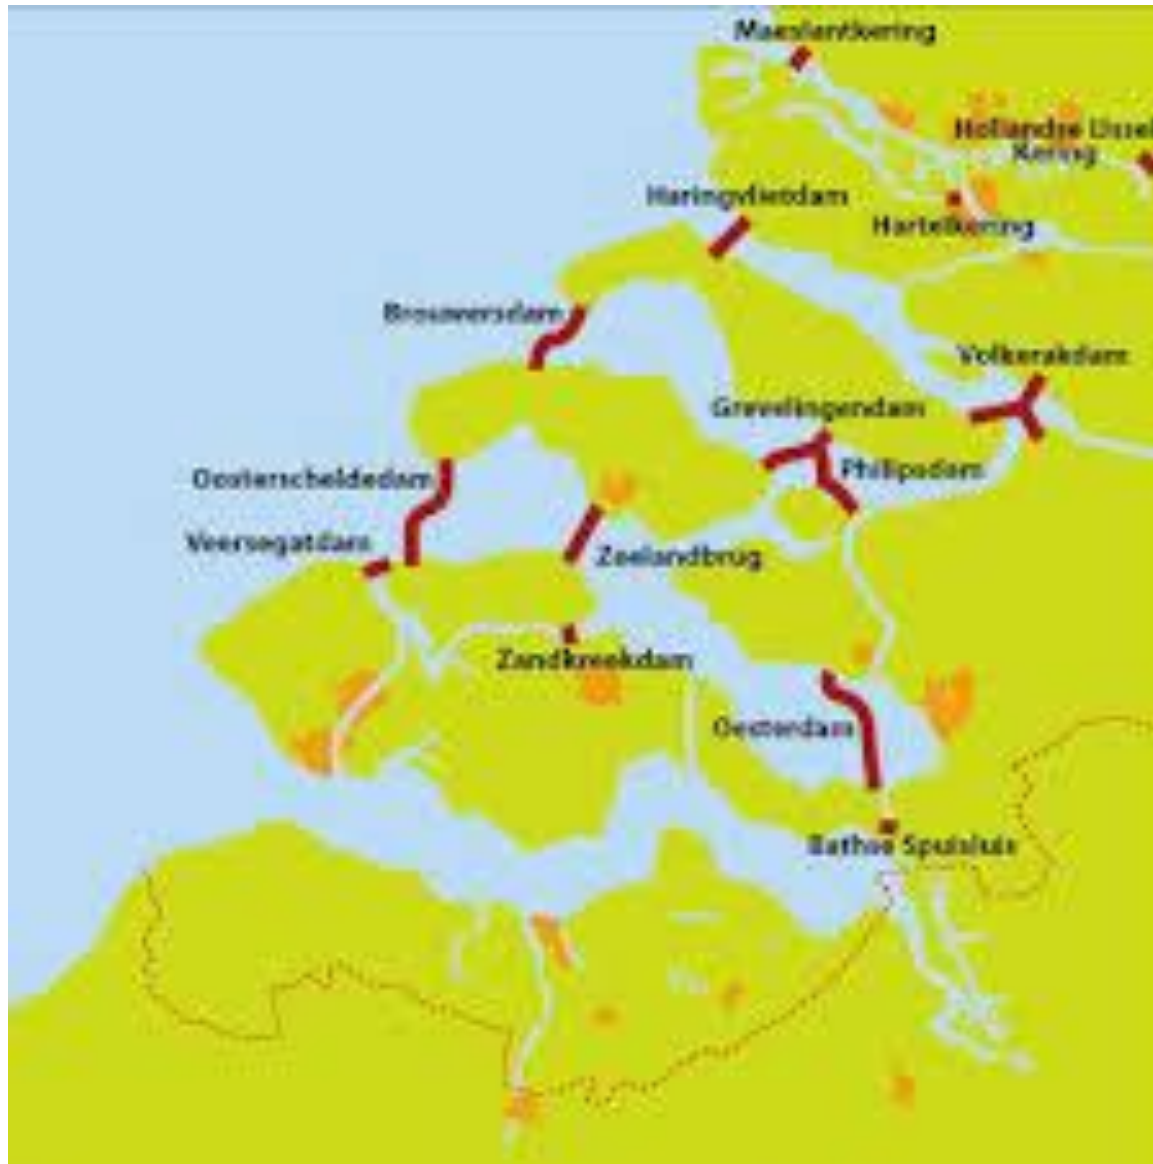 Maeslantkering
Hollandse IJssel
Kering
Haringvlietdam
Hartelkering
Brouwersdam
Volkerakdam
Grevelingendam
Philipsdam
Oosterscheldedam
Veersegatdam
Zeelandbrug
Zandkreekdam
Oesterdam
Bathse Spuisluis